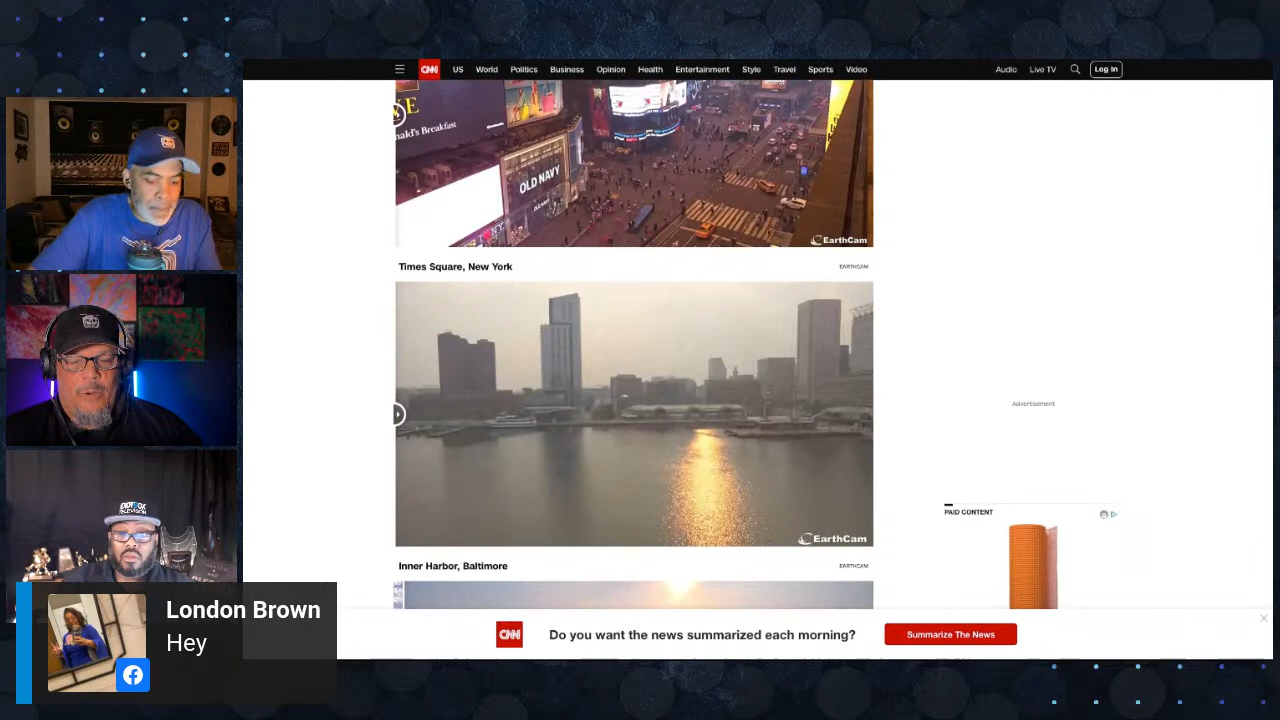 CNN US World Politics Business Opinion Health Entertainment Style Travel Sports Video Audio Live TV Log In
nald's Breakfast
OLD NAVY
EarthCam
Times Square, New York EARTHCAM
EarthCam
Inner Harbor, Baltimore EARTHCAM
Advertisement
PAID CONTENT
CNN Do you want the news summarized each morning? Summarize The News
London Brown
Hey